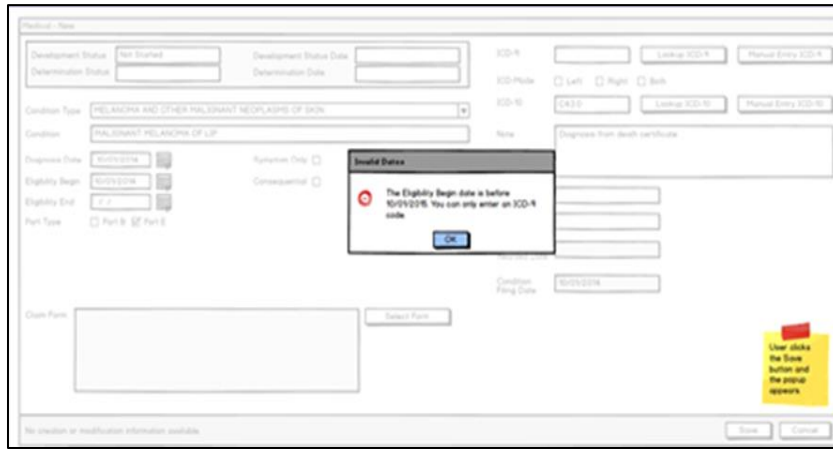 Medical - New
Development Status Not Started Development Status Date
Determination Status Determination Date
ICD-9 Lookup ICD-9 Manual Entry ICD-9
ICD-Mode Left Right Both
ICD-10 C43.0 Lookup ICD-10 Manual Entry ICD-10
Condition Type MELANOMA AND OTHER MALIGNANT NEOPLASMS OF SKIN
Condition MALIGNANT MELANOMA OF LIP
Note Diagnosis from death certificate
Diagnosis Date 10/01/2014 Symptom Only
Eligibility Begin 10/01/2014 Consequential
Eligibility End / /
Part Type Part B Part E
Invalid Dates
The Eligibility Begin date is before
10/01/2015. You can only enter an ICD-9
code.
OK
Condition
Filing Date 10/01/2014
Claim Form Select Form
User clicks
the Save
button and
the popup
appears.
No creation or modification information available
Save Cancel